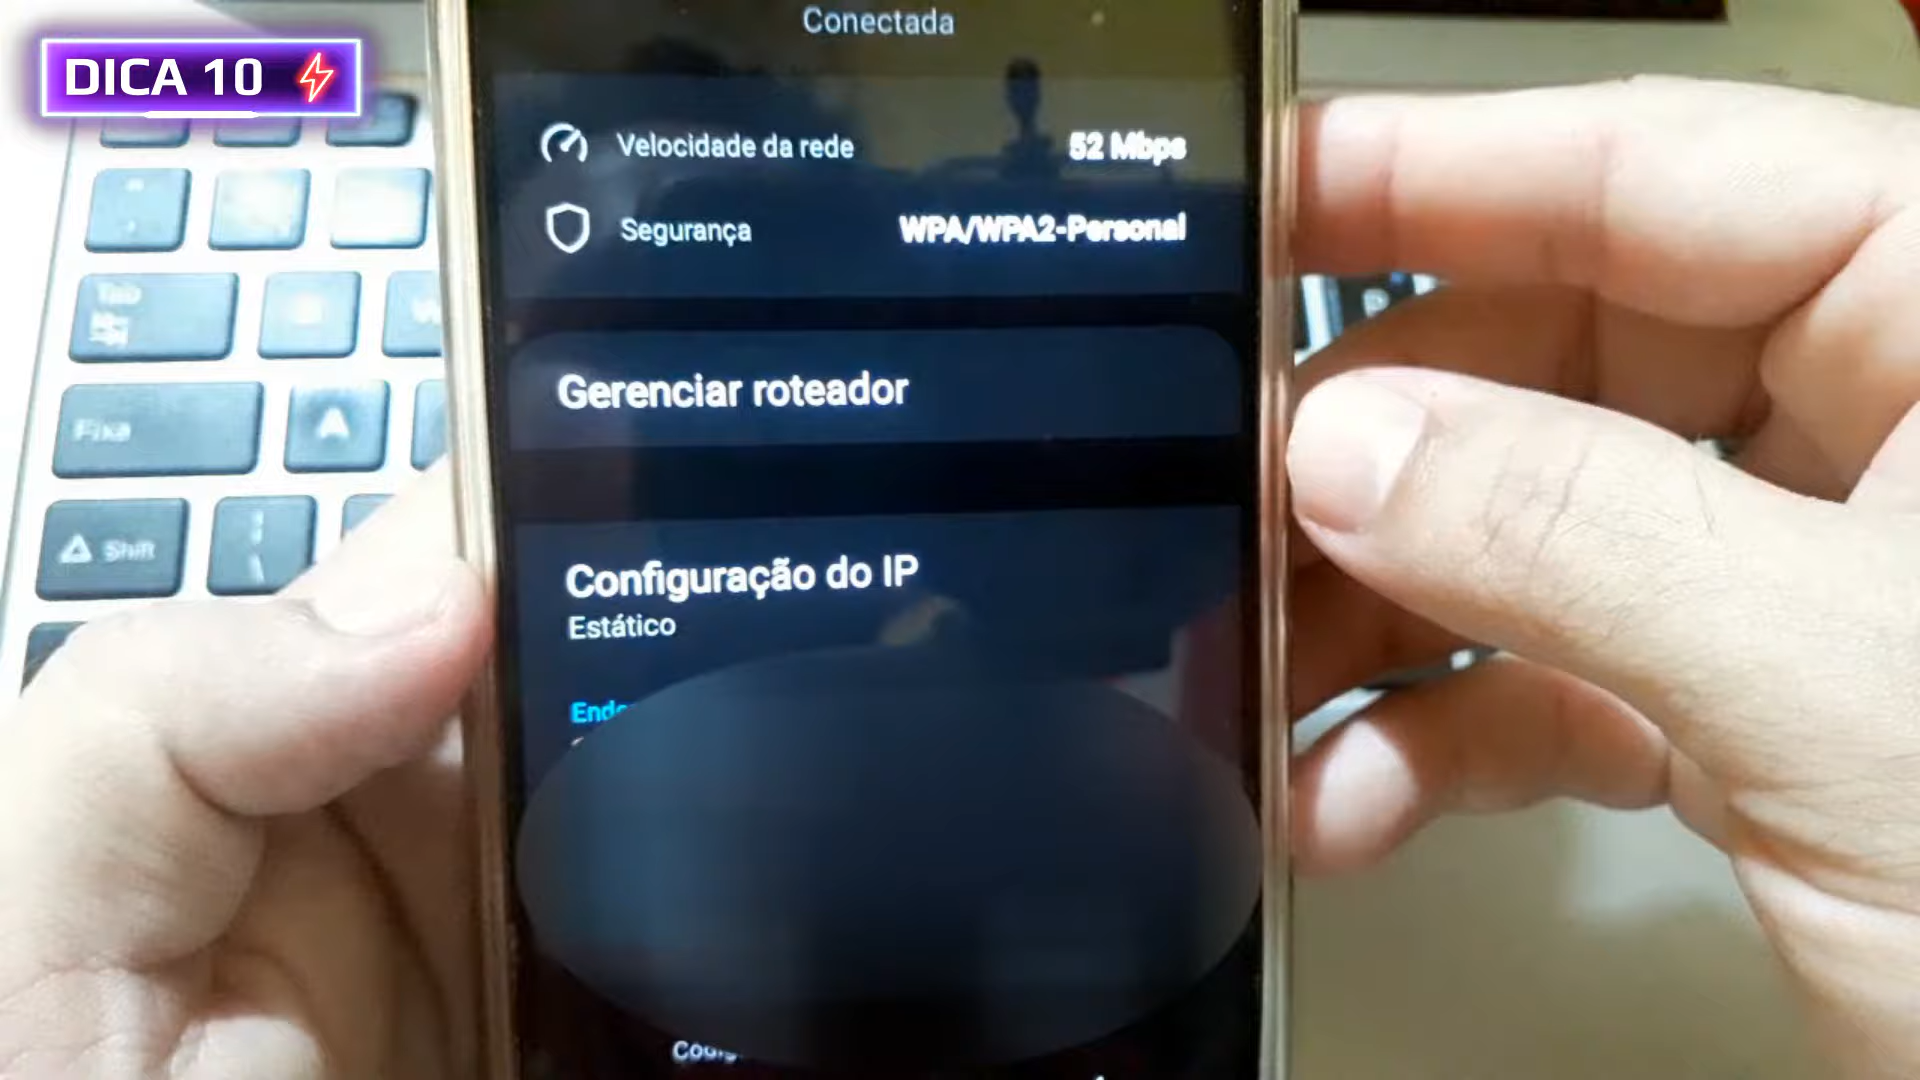 DICA 10
Conectada
Velocidade da rede 52 Mbps
Segurança WPA/WPA2-Personal
Gerenciar roteador
Configuração do IP
Estático
Tab
Fixa
A
Shift